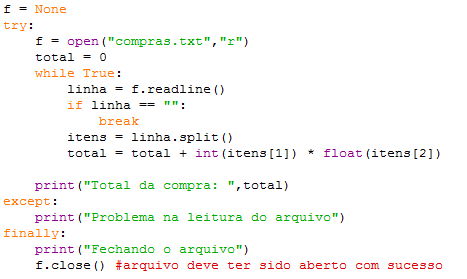 f = None
try:
    f = open("compras.txt","r")
    total = 0
    while True:
        linha = f.readline()
        if linha == "":
            break
        itens = linha.split()
        total = total + int(itens[1]) * float(itens[2])

    print("Total da compra: ",total)
except:
    print("Problema na leitura do arquivo")
finally:
    print("Fechando o arquivo")
    f.close() #arquivo deve ter sido aberto com sucesso